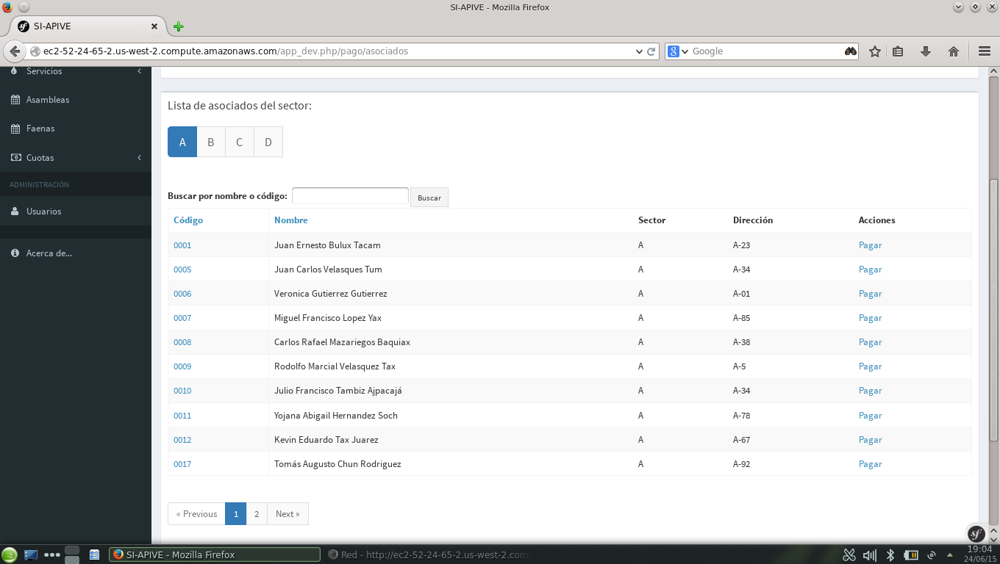 SI-APIVE - Mozilla Firefox
SI-APIVE
ec2-52-24-65-2.us-west-2.compute.amazonaws.com/app_dev.php/pago/asociados
Google
Servicios
Asambleas
Faenas
Cuotas
ADMINISTRACIÓN
Usuarios
Acerca de...
Lista de asociados del sector:
A B C D
Buscar por nombre o código: Buscar
Código Nombre Sector Dirección Acciones
0001 Juan Ernesto Bulux Tacam A A-23 Pagar
0005 Juan Carlos Velasques Tum A A-34 Pagar
0006 Veronica Gutierrez Gutierrez A A-01 Pagar
0007 Miguel Francisco Lopez Yax A A-85 Pagar
0008 Carlos Rafael Mazariegos Baquiax A A-38 Pagar
0009 Rodolfo Marcial Velasquez Tax A A-5 Pagar
0010 Julio Francisco Tambiz Ajpacajá A A-34 Pagar
0011 Yojana Abigail Hernandez Soch A A-78 Pagar
0012 Kevin Eduardo Tax Juarez A A-67 Pagar
0017 Tomás Augusto Chun Rodriguez A A-92 Pagar
« Previous 1 2 Next »
SI-APIVE - Mozilla Firefox
Red - http://ec2-52-24-65-2.us-west-2.com
19:04
24/06/15